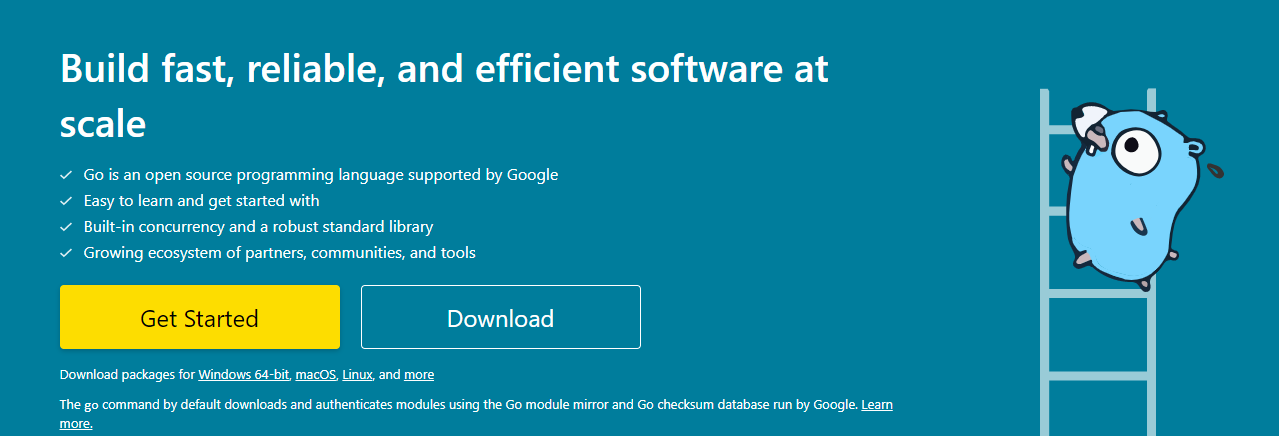 Build fast, reliable, and efficient software at
scale
Go is an open source programming language supported by Google
Easy to learn and get started with
Built-in concurrency and a robust standard library
Growing ecosystem of partners, communities, and tools
Get Started
Download
Download packages for Windows 64-bit, macOS, Linux, and more
The go command by default downloads and authenticates modules using the Go module mirror and Go checksum database run by Google. Learn
more.